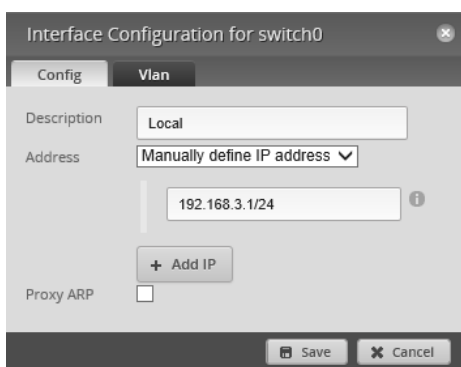 Interface Configuration for switch0
Config Vlan
Description Local
Address Manually define IP address
192.168.3.1/24
+ Add IP
Proxy ARP
Save Cancel